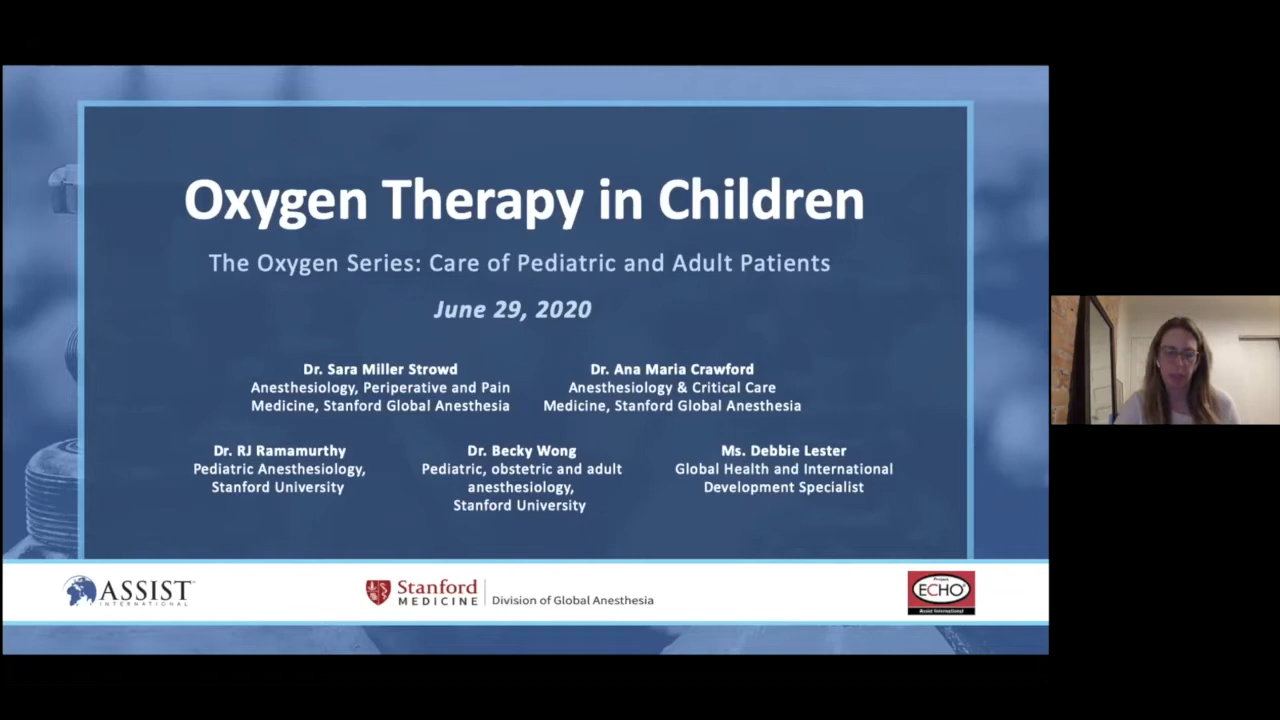 Oxygen Therapy in Children
The Oxygen Series: Care of Pediatric and Adult Patients
June 29, 2020
Dr. Sara Miller Strowd
Anesthesiology, Periperative and Pain
Medicine, Stanford Global Anesthesia
Dr. Ana Maria Crawford
Anesthesiology & Critical Care
Medicine, Stanford Global Anesthesia
Dr. RJ Ramamurthy
Pediatric Anesthesiology,
Stanford University
Dr. Becky Wong
Pediatric, obstetric and adult
anesthesiology,
Stanford University
Ms. Debbie Lester
Global Health and International
Development Specialist
ASSIST
INTERNATIONAL
Stanford
MEDICINE
Division of Global Anesthesia
Project
ECHO®
Assist International